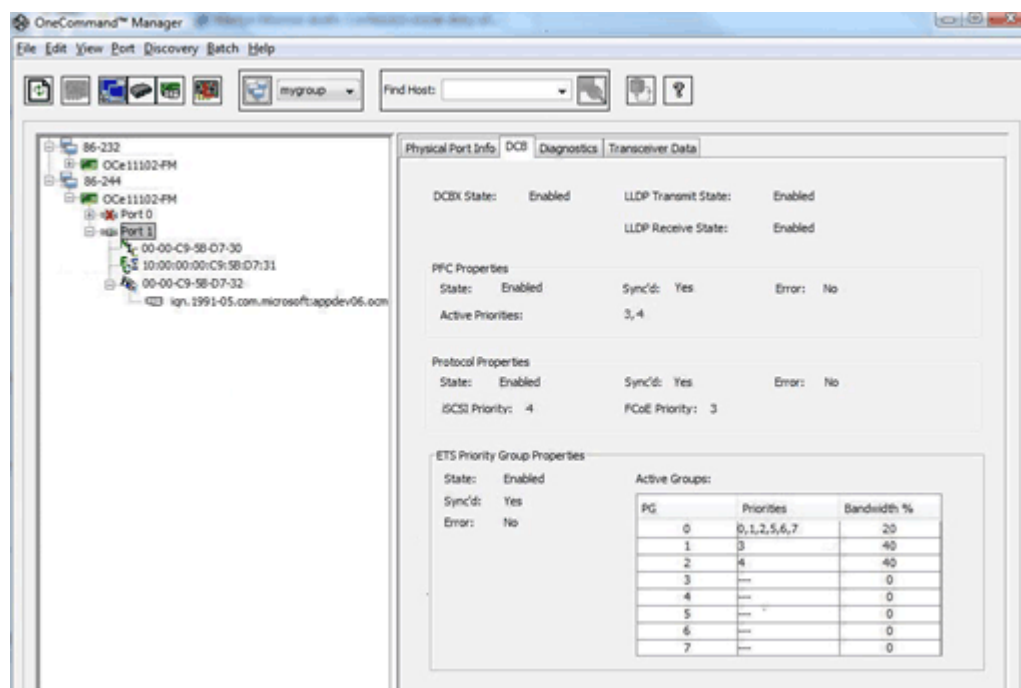 OneCommand™ Manager
File Edit View Port Discovery Batch Help
mygroup
Find Host:
?
86-232
OCe11102-FM
86-244
OCe11102-FM
Port 0
Port 1
00-00-C9-5B-D7-30
10:00:00:00:C9:5B:D7:31
00-00-C9-5B-D7-32
iqn.1991-05.com.microsoft:appdev06.ocm
Physical Port Info DCB Diagnostics Transceiver Data
DCBX State: Enabled LLDP Transmit State: Enabled
LLDP Receive State: Enabled
PFC Properties
State: Enabled Sync'd: Yes Error: No
Active Priorities: 3,4
Protocol Properties
State: Enabled Sync'd: Yes Error: No
iSCSI Priority: 4 FCoE Priority: 3
ETS Priority Group Properties
State: Enabled Active Groups:
Sync'd: Yes
Error: No
PG Priorities Bandwidth %
0 0,1,2,5,6,7 20
1 3 40
2 4 40
3 --- 0
4 --- 0
5 --- 0
6 --- 0
7 --- 0